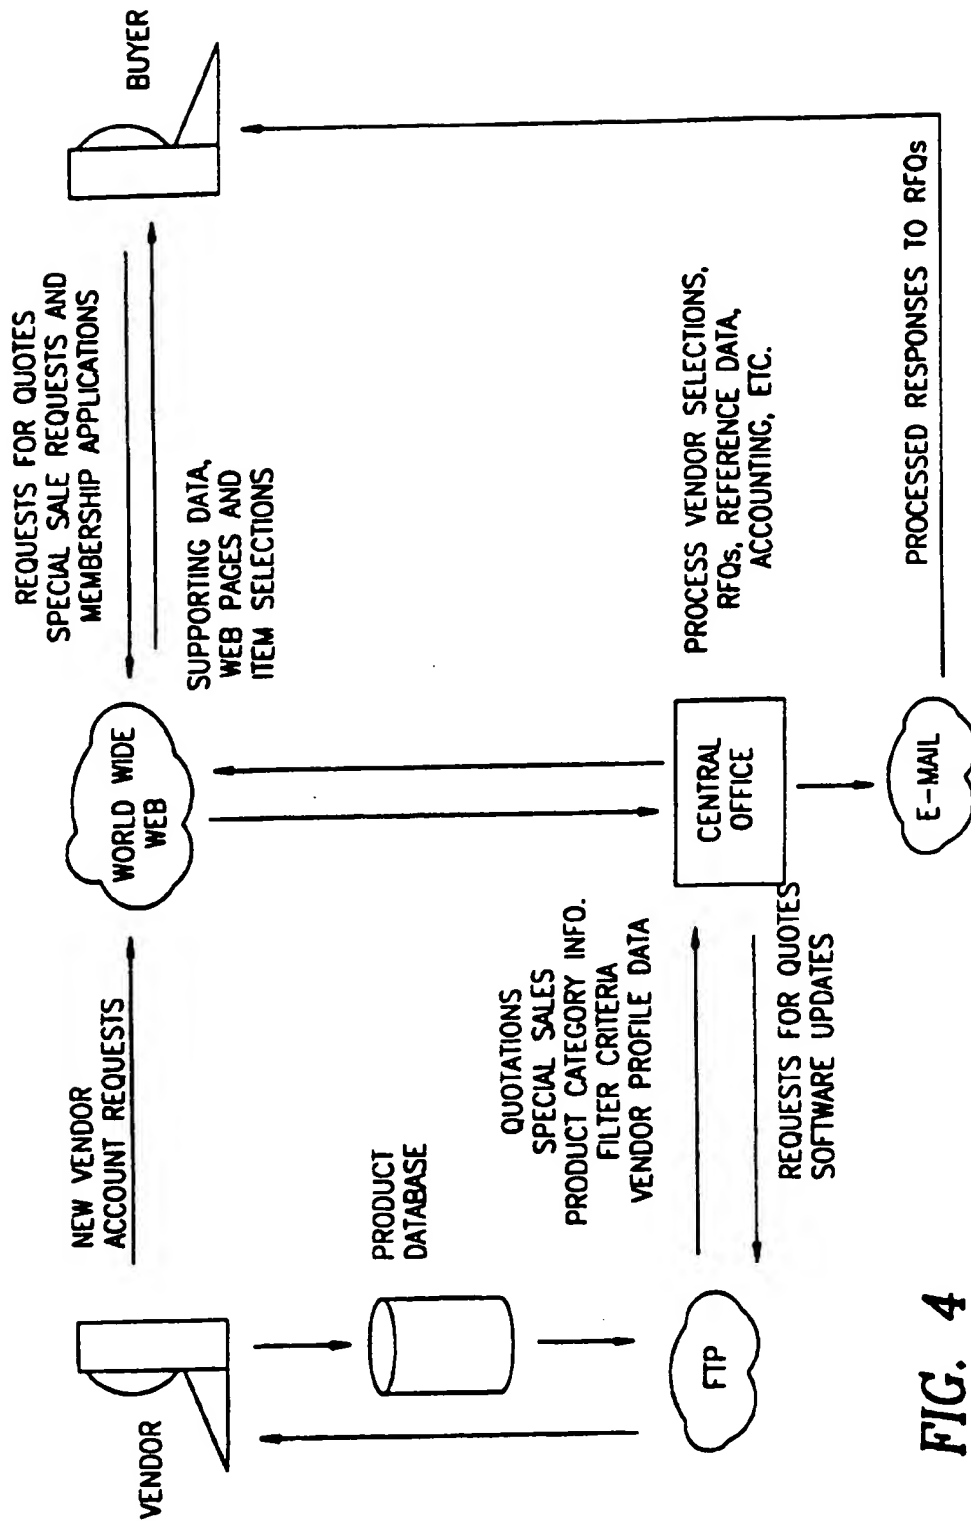 REQUESTS FOR QUOTES
SPECIAL SALE REQUESTS AND
MEMBERSHIP APPLICATIONS
BUYER
NEW VENDOR
ACCOUNT REQUESTS
WORLD WIDE
WEB
SUPPORTING DATA,
WEB PAGES AND
ITEM SELECTIONS
VENDOR
PRODUCT
DATABASE
QUOTATIONS
SPECIAL SALES
PRODUCT CATEGORY INFO.
FILTER CRITERIA
VENDOR PROFILE DATA
PROCESS VENDOR SELECTIONS,
RFQs, REFERENCE DATA,
ACCOUNTING, ETC.
FTP
CENTRAL
OFFICE
REQUESTS FOR QUOTES
SOFTWARE UPDATES
PROCESSED RESPONSES TO RFQs
E-MAIL
FIG. 4